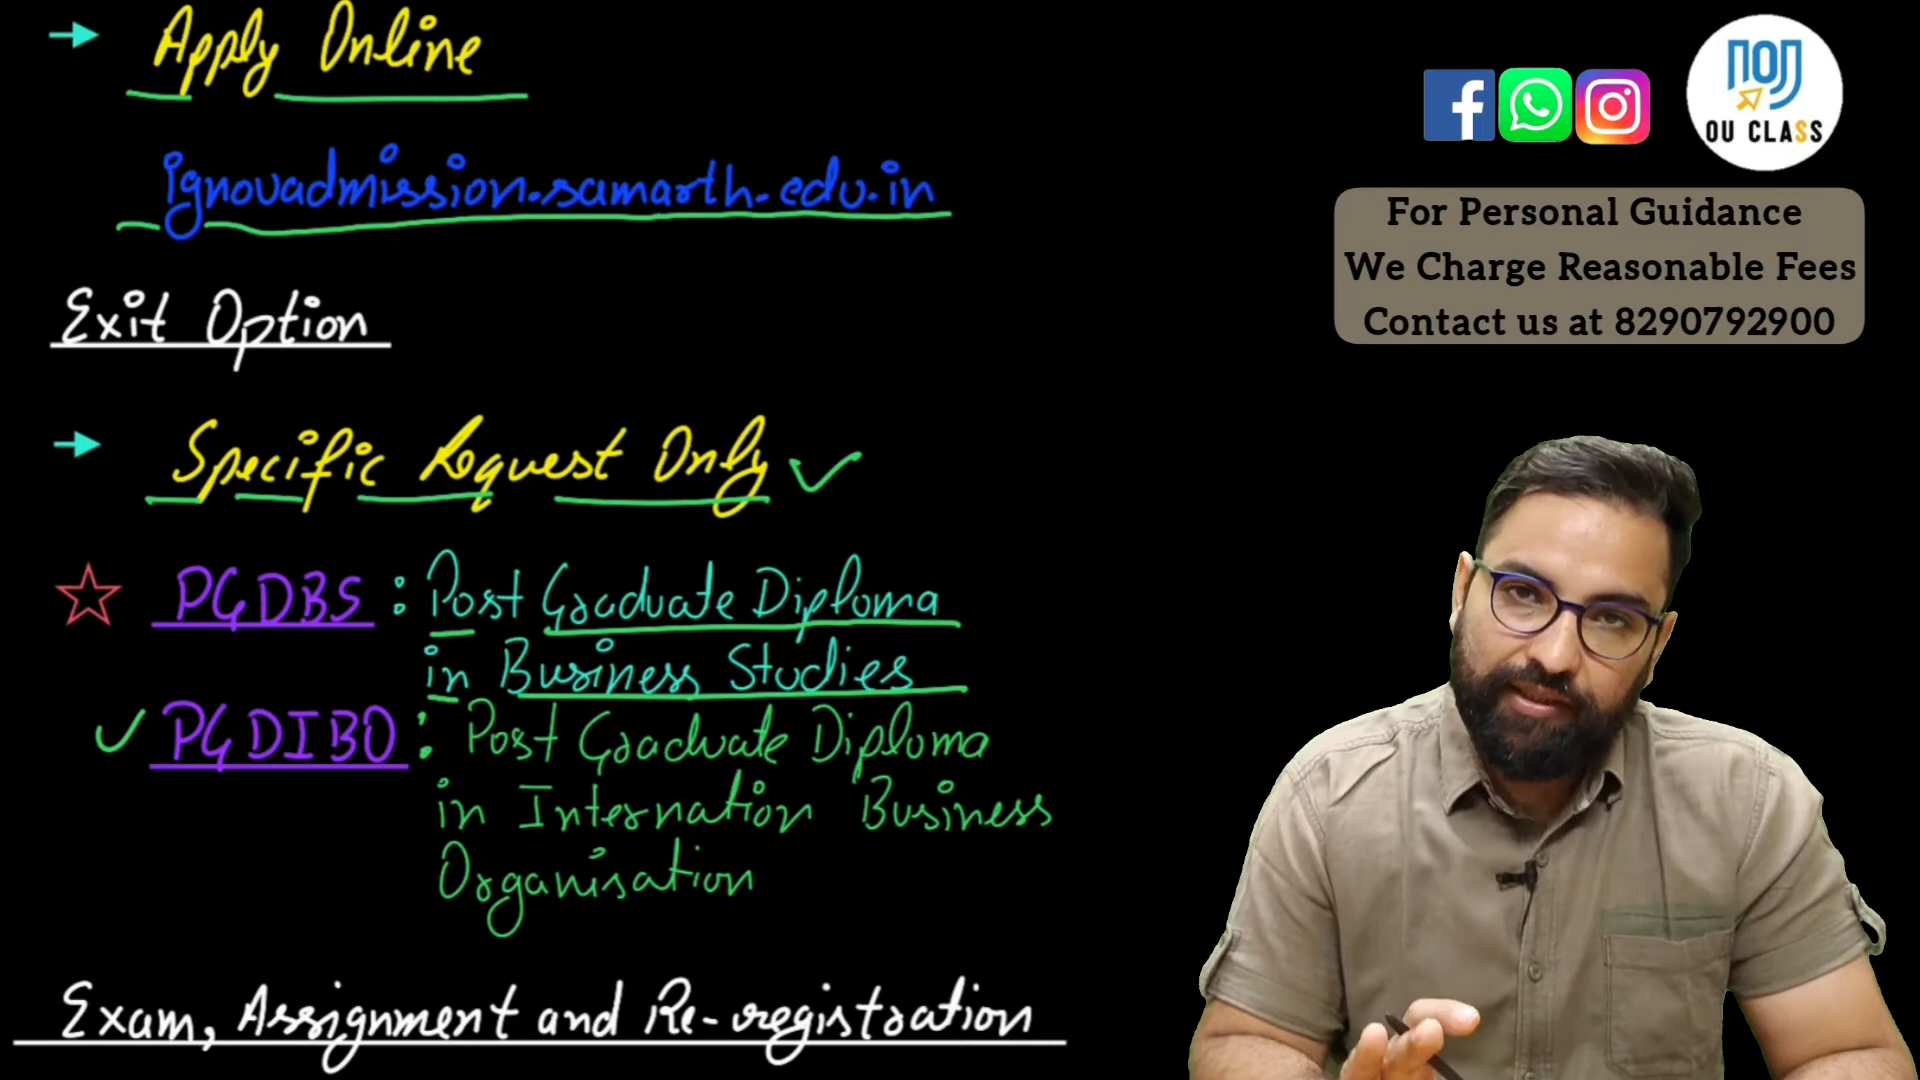 Apply Online
ignouadmission.samarth.edu.in
Exit Option
Specific Request Only
PGDBS : Post Graduate Diploma
in Business Studies
PGDIBO : Post Graduate Diploma
in Internation Business
Organisation
Exam, Assignment and Re-registration
OU CLASS
For Personal Guidance
We Charge Reasonable Fees
Contact us at 8290792900